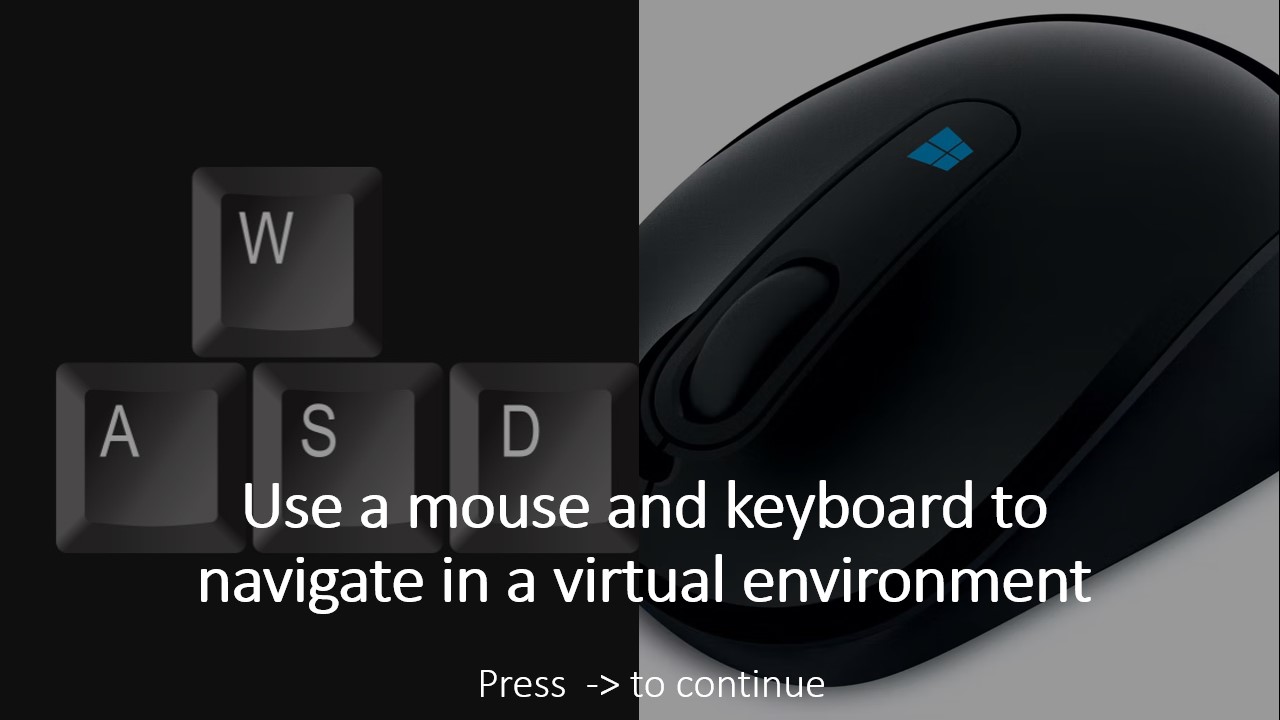 W
A S D
Use a mouse and keyboard to
navigate in a virtual environment
Press -> to continue